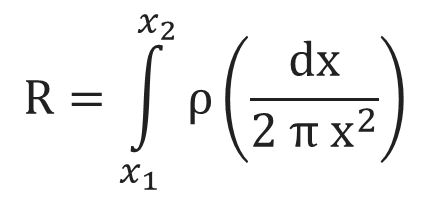 R = ∫_{x₁}^{x₂} ρ ( dx / 2 π x² )